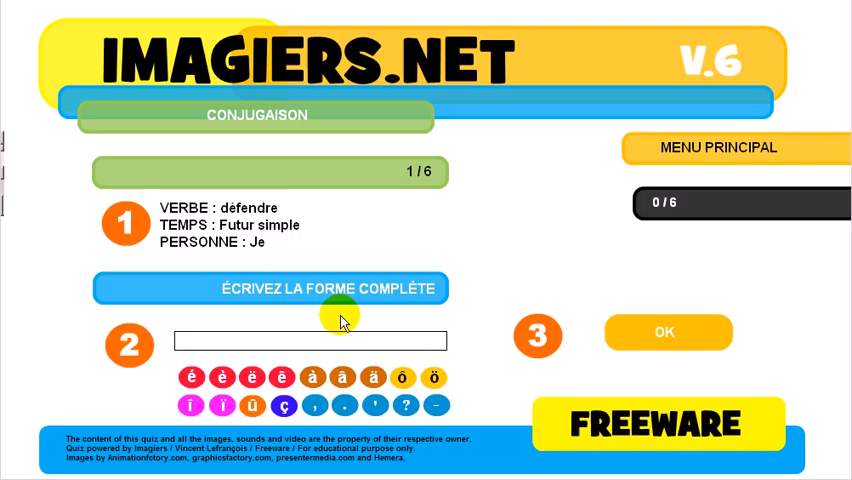 IMAGIERS.NET
V.6
CONJUGAISON
MENU PRINCIPAL
1 / 6
0 / 6
1
VERBE : défendre
TEMPS : Futur simple
PERSONNE : Je
ÉCRIVEZ LA FORME COMPLÈTE
2
3
OK
é è ë ê à â ä ô ö
î ï û ç , . ' ? -
FREEWARE
The content of this quiz and all the images, sounds and video are the property of their respective owner.
Quiz powered by Imagiers / Vincent Lefrançois / Freeware / For educational purpose only.
Images by Animationfctory.com, graphicsfactory.com, presentermedia.com and Hemera.